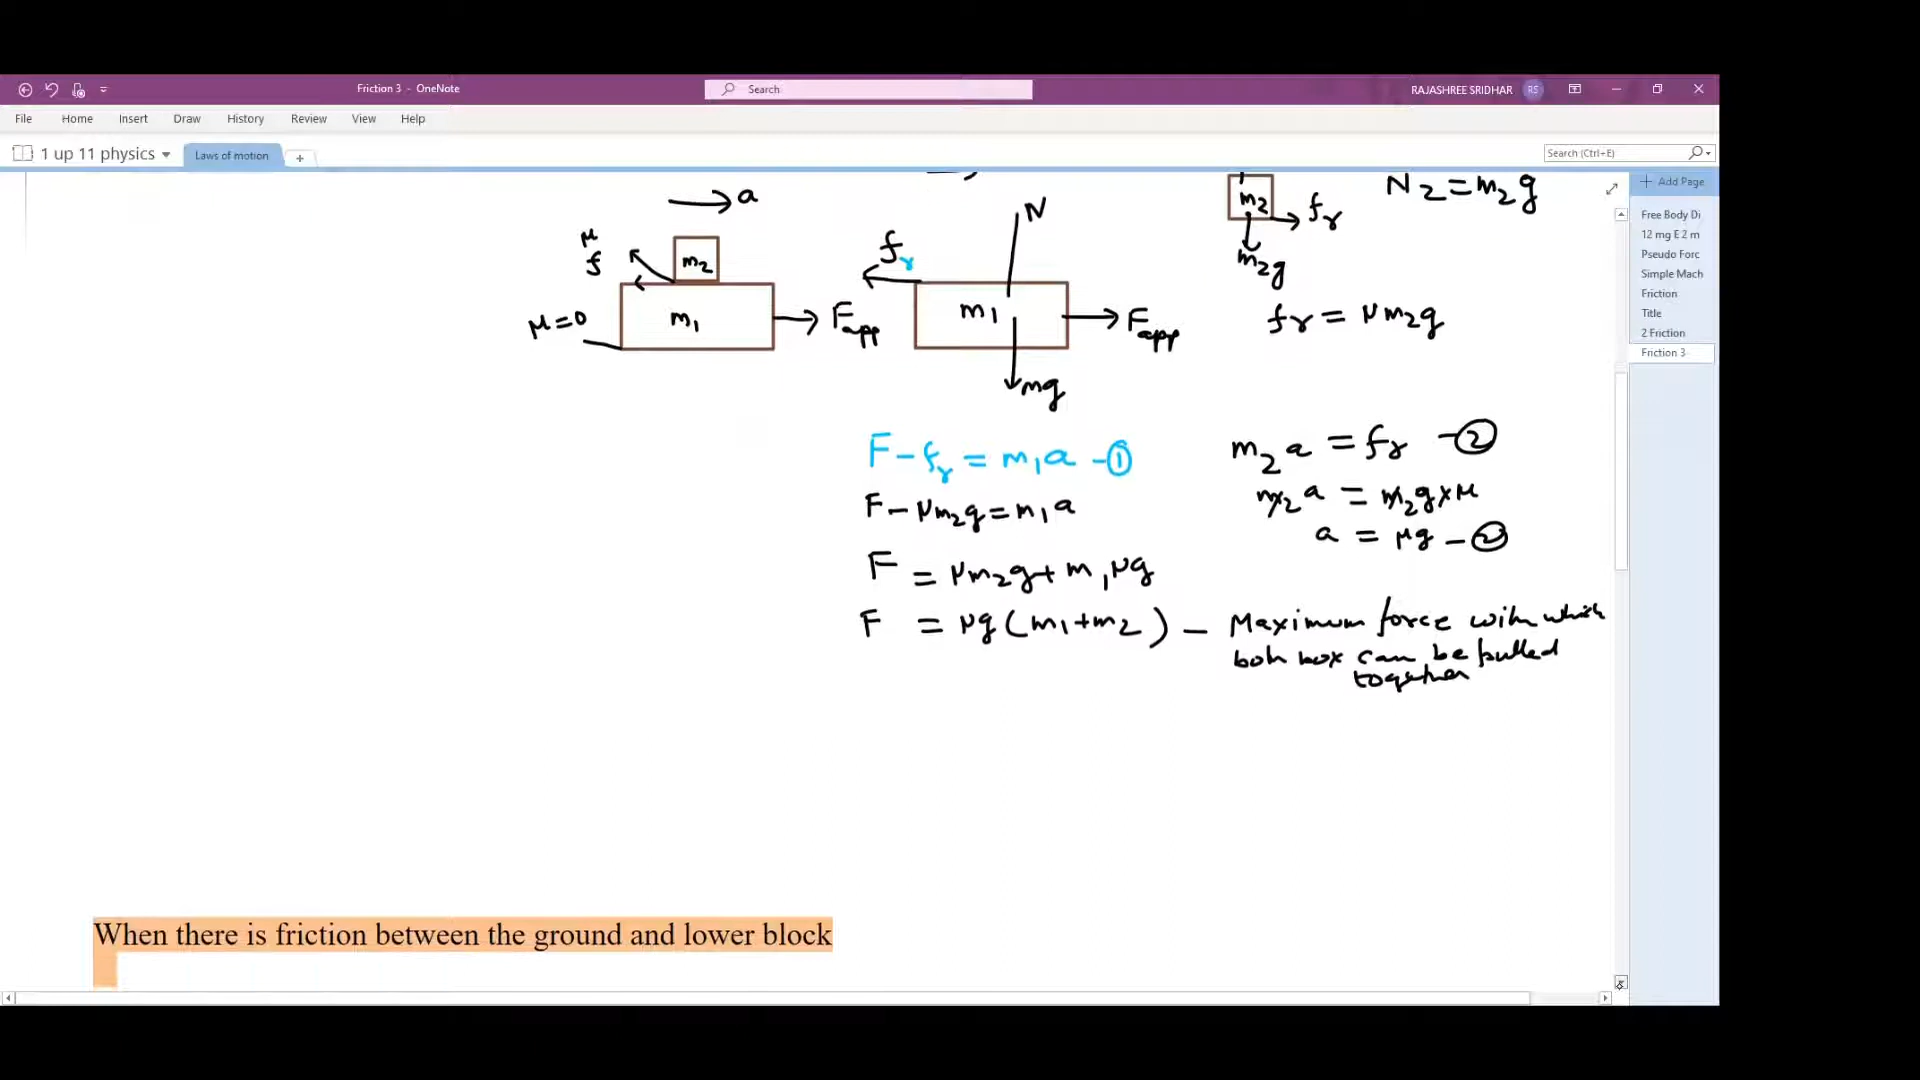 Friction 3 - OneNote
Search
RAJASHREE SRIDHAR
RS
File Home Insert Draw History Review View Help
1 up 11 physics
Laws of motion
+
Search (Ctrl+E)
Add Page
Free Body Di
12 mg E 2 m
Pseudo Forc
Simple Mach
Friction
Title
2 Friction
Friction 3
a
μ
f
m2
m1
μ=0
Fapp
N
fr
m1
Fapp
mg
m2
fr
m2g
N2=m2g
fr = μm2g
F-fr = m1a -①
F-μm2g=m1a
F = μm2g+m1μg
F = μg(m1+m2) - Maximum force with which
both box can be pulled
together
m2a = fr -②
m2a = m2g×μ
a = μg -②
When there is friction between the ground and lower block